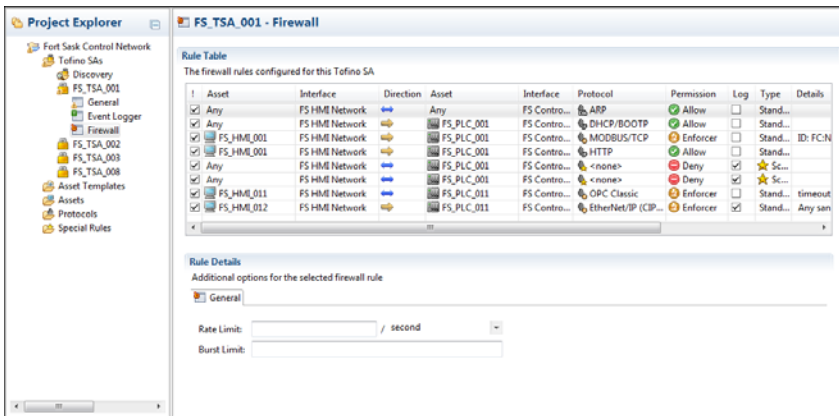 Project Explorer
Fort Sask Control Network
Tofino SAs
Discovery
FS_TSA_001
General
Event Logger
Firewall
FS_TSA_002
FS_TSA_003
FS_TSA_008
Asset Templates
Assets
Protocols
Special Rules
FS_TSA_001 - Firewall
Rule Table
The firewall rules configured for this Tofino SA
! Asset Interface Direction Asset Interface Protocol Permission Log Type Details
Any FS HMI Network Any FS Contro... ARP Allow Stand...
Any FS HMI Network FS_PLC_001 FS Contro... DHCP/BOOTP Allow Stand...
FS_HMI_001 FS HMI Network FS_PLC_001 FS Contro... MODBUS/TCP Enforcer Stand... ID: FC:N
FS_HMI_001 FS HMI Network FS_PLC_001 FS Contro... HTTP Allow Stand...
Any FS HMI Network FS_PLC_001 FS Contro... <none> Deny Sc...
Any FS HMI Network FS_PLC_001 FS Contro... <none> Deny Sc...
FS_HMI_011 FS HMI Network FS_PLC_011 FS Contro... OPC Classic Enforcer Stand... timeout
FS_HMI_012 FS HMI Network FS_PLC_011 FS Contro... EtherNet/IP (CIP... Enforcer Stand... Any san
Rule Details
Additional options for the selected firewall rule
General
Rate Limit: / second
Burst Limit: